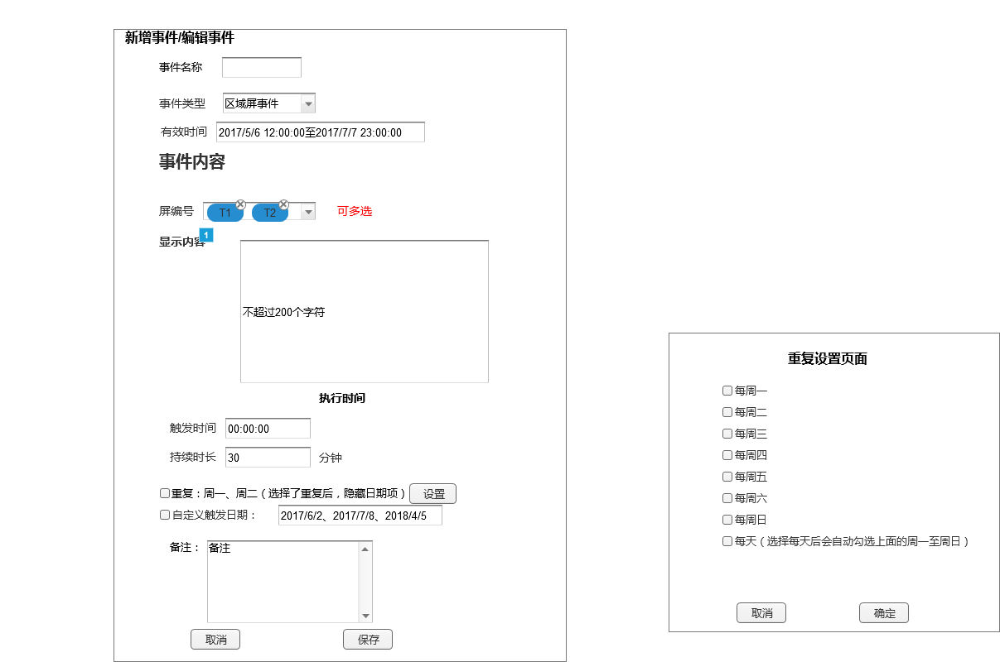 新增事件/编辑事件
事件名称
事件类型 区域屏事件
有效时间 2017/5/6 12:00:00至2017/7/7 23:00:00
事件内容
屏编号 T1 T2 可多选
显示内容 1
不超过200个字符
执行时间
触发时间 00:00:00
持续时长 30 分钟
重复：周一、周二（选择了重复后，隐藏日期项） 设置
自定义触发日期： 2017/6/2、2017/7/8、2018/4/5
备注： 备注
取消 保存
重复设置页面
每周一
每周二
每周三
每周四
每周五
每周六
每周日
每天（选择每天后会自动勾选上面的周一至周日）
取消 确定